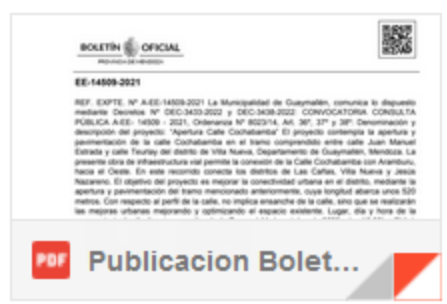 BOLETÍN OFICIAL
PROVINCIA DE MENDOZA
EE-14509-2021
REF. EXPTE. Nº A-EE-14509-2021 La Municipalidad de Guaymallén, comunica lo dispuesto
mediante Decretos Nº DEC-3433-2022 y DEC-3438-2022: CONVOCATORIA CONSULTA
PÚBLICA A-EE- 14509 - 2021, Ordenanza Nº 8023/14, Art. 36º, 37º y 38º: Denominación y
descripción del proyecto: "Apertura Calle Cochabamba" El proyecto contempla la apertura y
pavimentación de la calle Cochabamba en el tramo comprendido entre calle Juan Manuel
Estrada y calle Tourlay del distrito de Villa Nueva, Departamento de Guaymallén, Mendoza. La
presente obra de infraestructura vial permite la conexión de la Calle Cochabamba con Aramburu,
hacia el Oeste. En este recorrido conecta los distritos de Las Cañas, Villa Nueva y Jesús
Nazareno. El objetivo del proyecto es mejorar la conectividad urbana en el distrito, mediante la
apertura y pavimentación del tramo mencionado anteriormente, cuya longitud abarca unos 520
metros. Con respecto al perfil de la calle, no implica ensanche de la calle, sino que se realizarán
las mejoras urbanas mejorando y optimizando el espacio existente. Lugar, día y hora de la
PDF Publicacion Bolet...